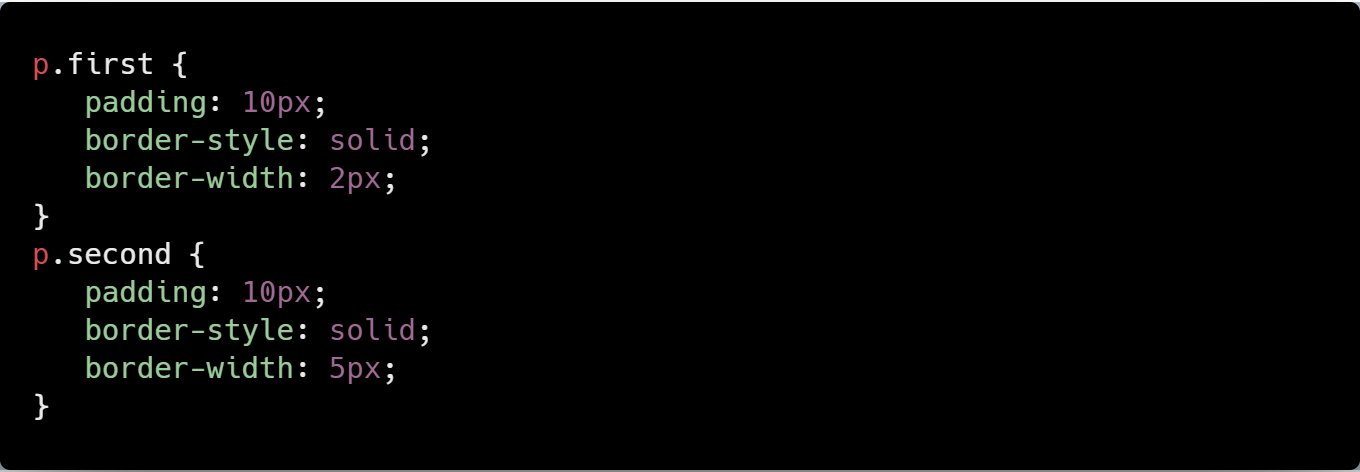 p.first {
   padding: 10px;
   border-style: solid;
   border-width: 2px;
}
p.second {
   padding: 10px;
   border-style: solid;
   border-width: 5px;
}